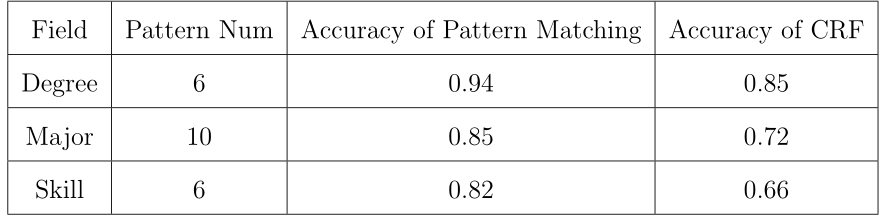 Field Pattern Num Accuracy of Pattern Matching Accuracy of CRF
Degree 6 0.94 0.85
Major 10 0.85 0.72
Skill 6 0.82 0.66